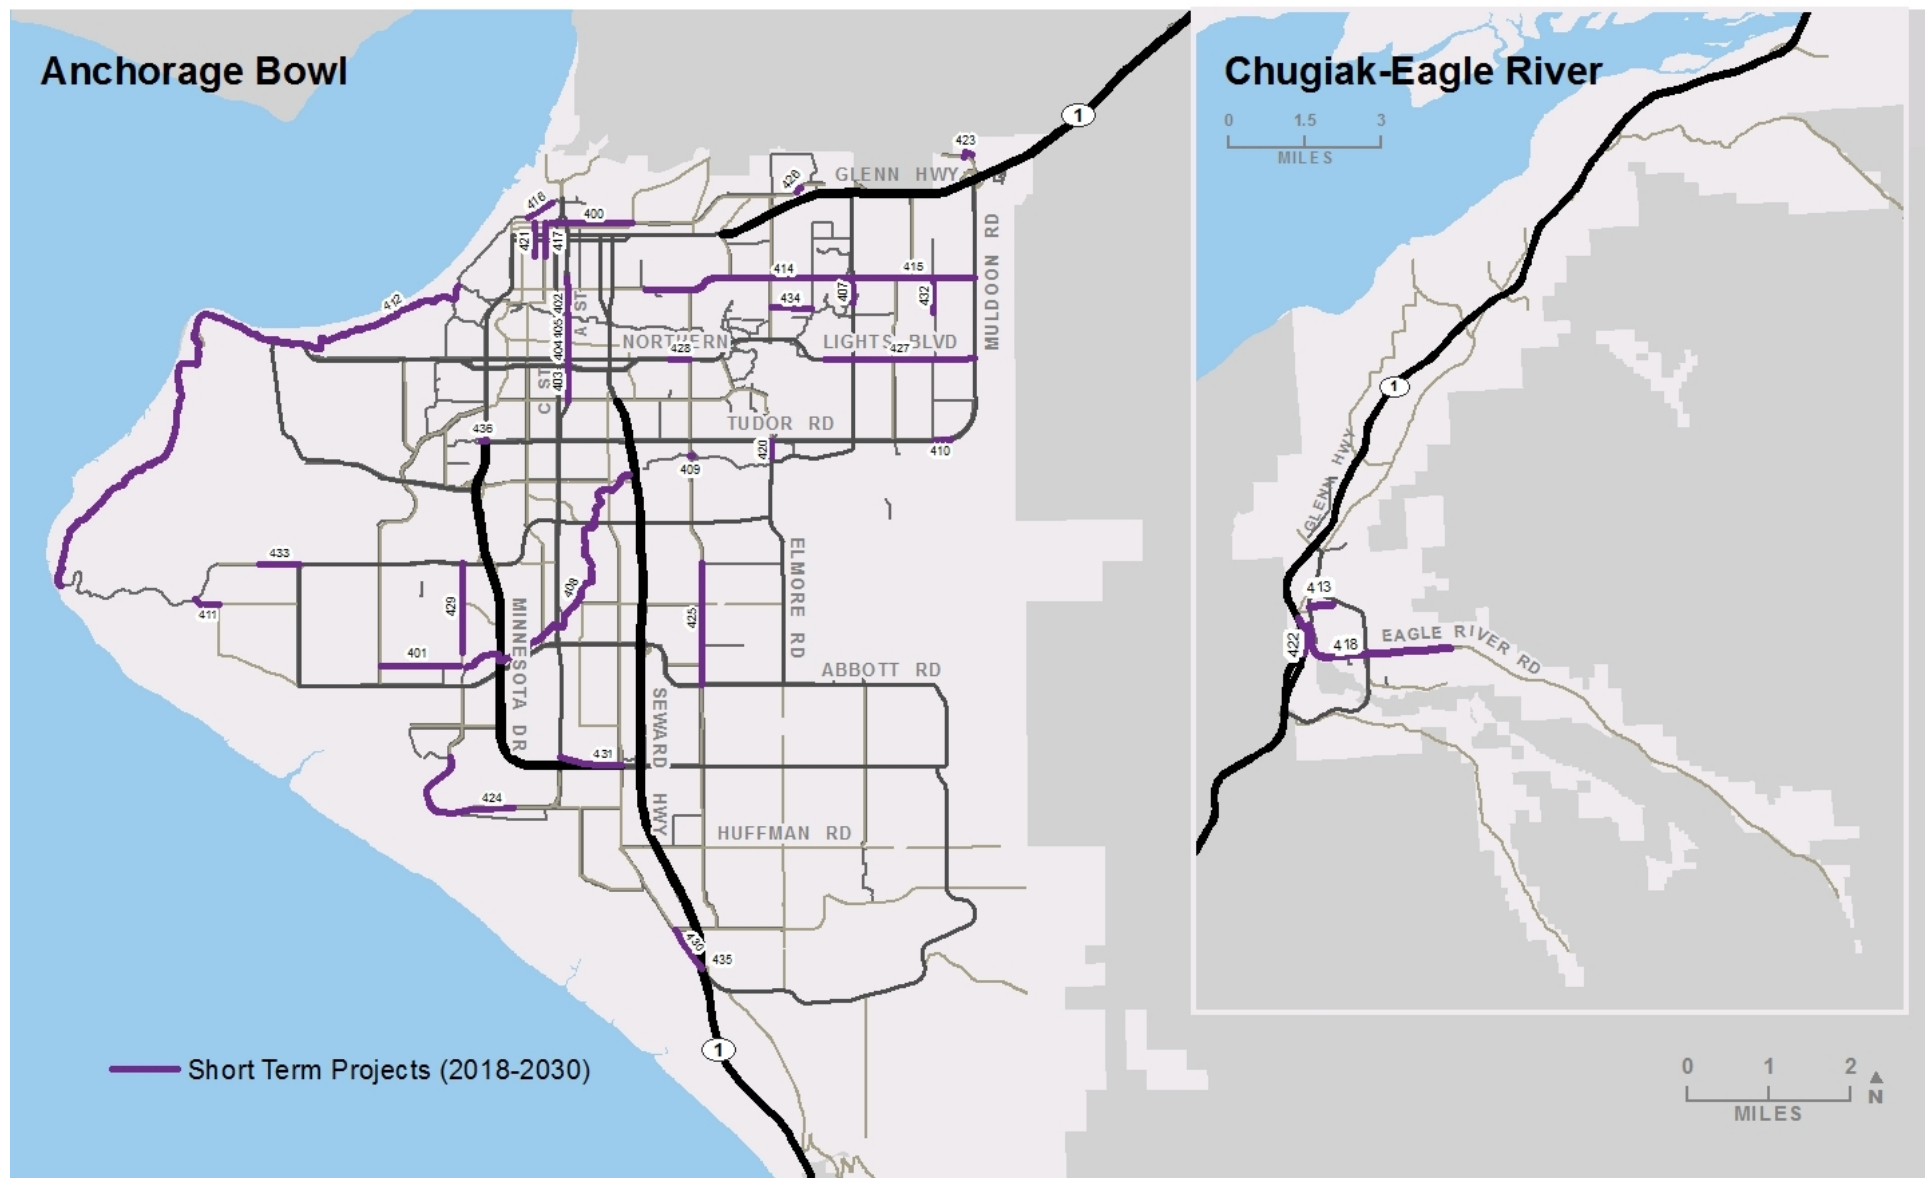 Anchorage Bowl
Chugiak-Eagle River
0 1.5 3
MILES
1
423
GLENN HWY
426
416
400
421
417
MULDOON RD
414
415
434
407
432
412
402
A ST
405
NORTHERN
LIGHTS BLVD
404
428
427
403
C ST
1
TUDOR RD
436
420
410
409
GLENN HWY
433
ELMORE RD
408
411
429
MINNESOTA DR
425
413
422
418
EAGLE RIVER RD
401
ABBOTT RD
SEWARD HWY
431
424
HUFFMAN RD
430
435
1
Short Term Projects (2018-2030)
0 1 2
MILES
N